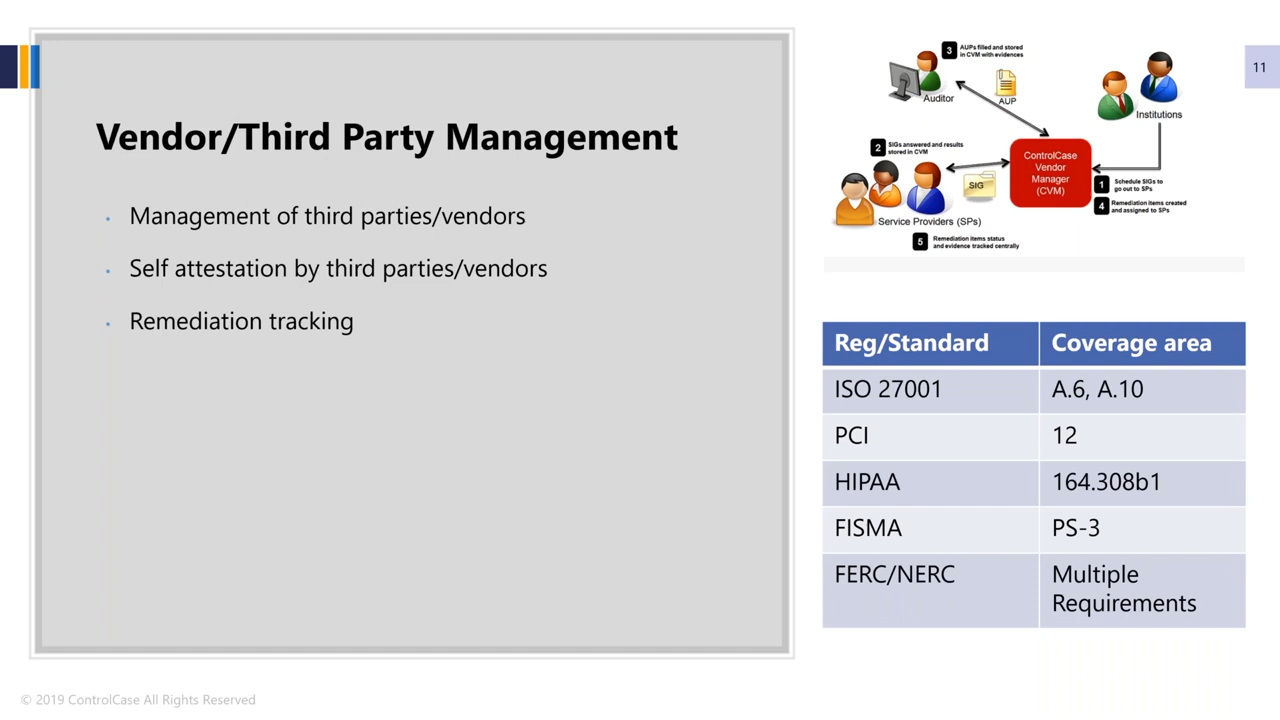 11
Vendor/Third Party Management
Management of third parties/vendors
Self attestation by third parties/vendors
Remediation tracking
3
AUPs filled and stored
in CVM with evidences
Auditor
AUP
Institutions
2
SIGs answered and results
stored in CVM
SIG
ControlCase
Vendor
Manager
(CVM)
1
Schedule SIGs to
go out to SPs
4
Remediation items created
and assigned to SPs
Service Providers (SPs)
5
Remediation items status
and evidence tracked centrally
Reg/Standard Coverage area
ISO 27001 A.6, A.10
PCI 12
HIPAA 164.308b1
FISMA PS-3
FERC/NERC Multiple
Requirements
© 2019 ControlCase All Rights Reserved